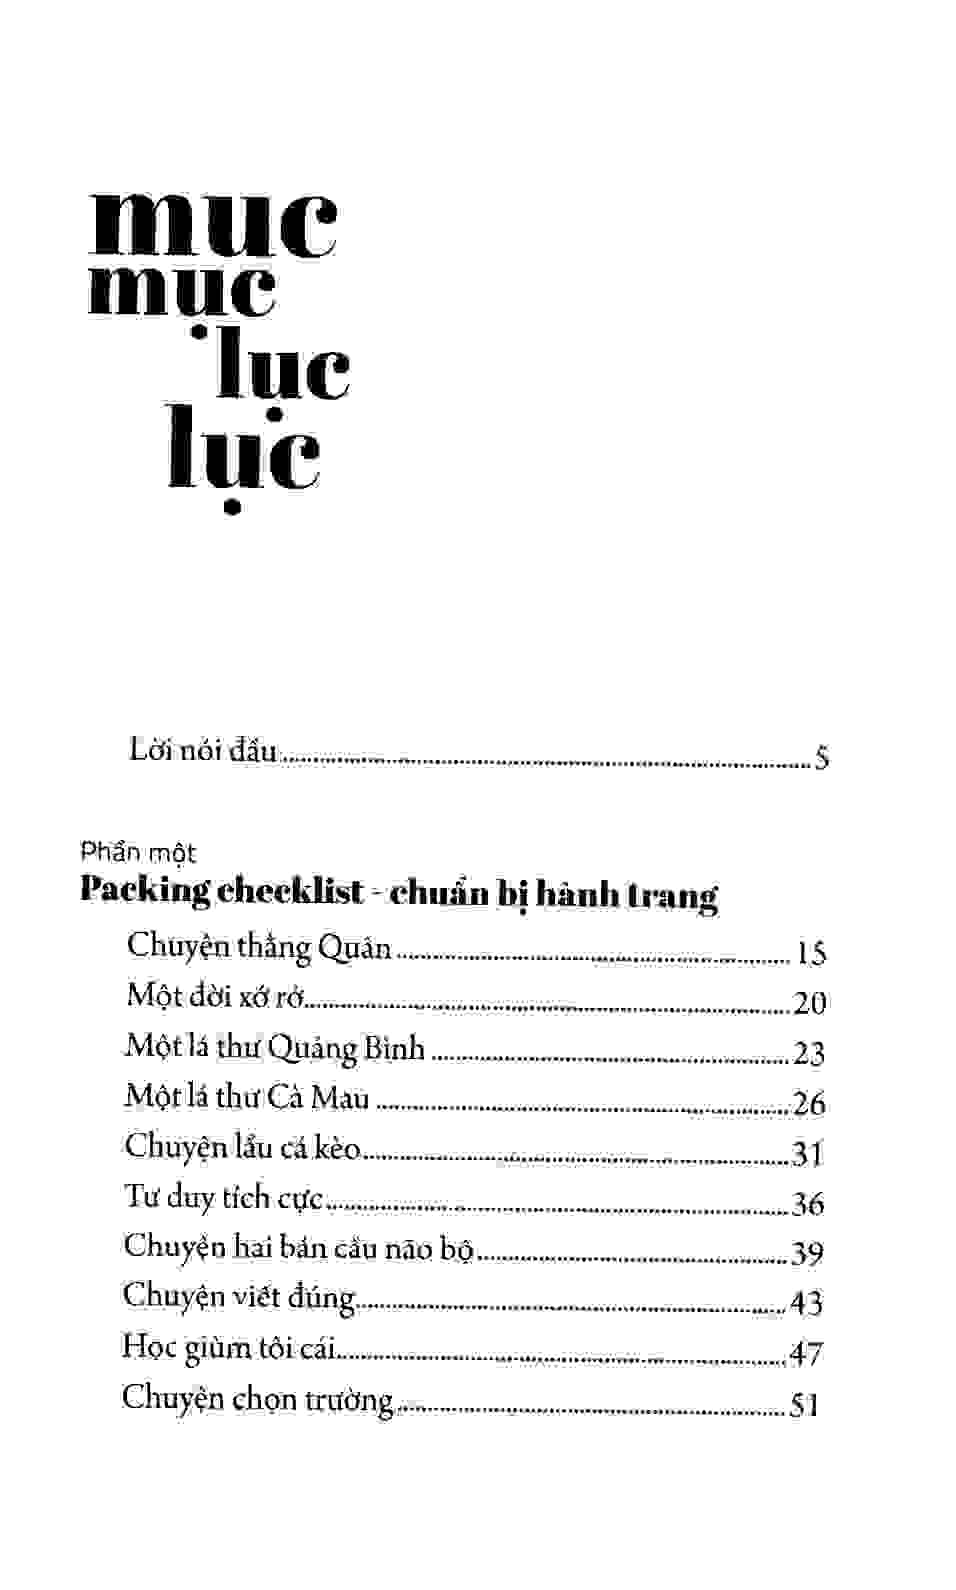 mục
mục
lục
lục
Lời nói đầu..........5
Phần một
Packing checklist - chuẩn bị hành trang
Chuyện thằng Quân..........15
Một đời xớ rớ..........20
Một lá thư Quảng Bình..........23
Một lá thư Cà Mau..........26
Chuyện lẩu cá kèo..........31
Tư duy tích cực..........36
Chuyện hai bán cầu não bộ..........39
Chuyện viết đúng..........43
Học giùm tôi cái..........47
Chuyện chọn trường..........51